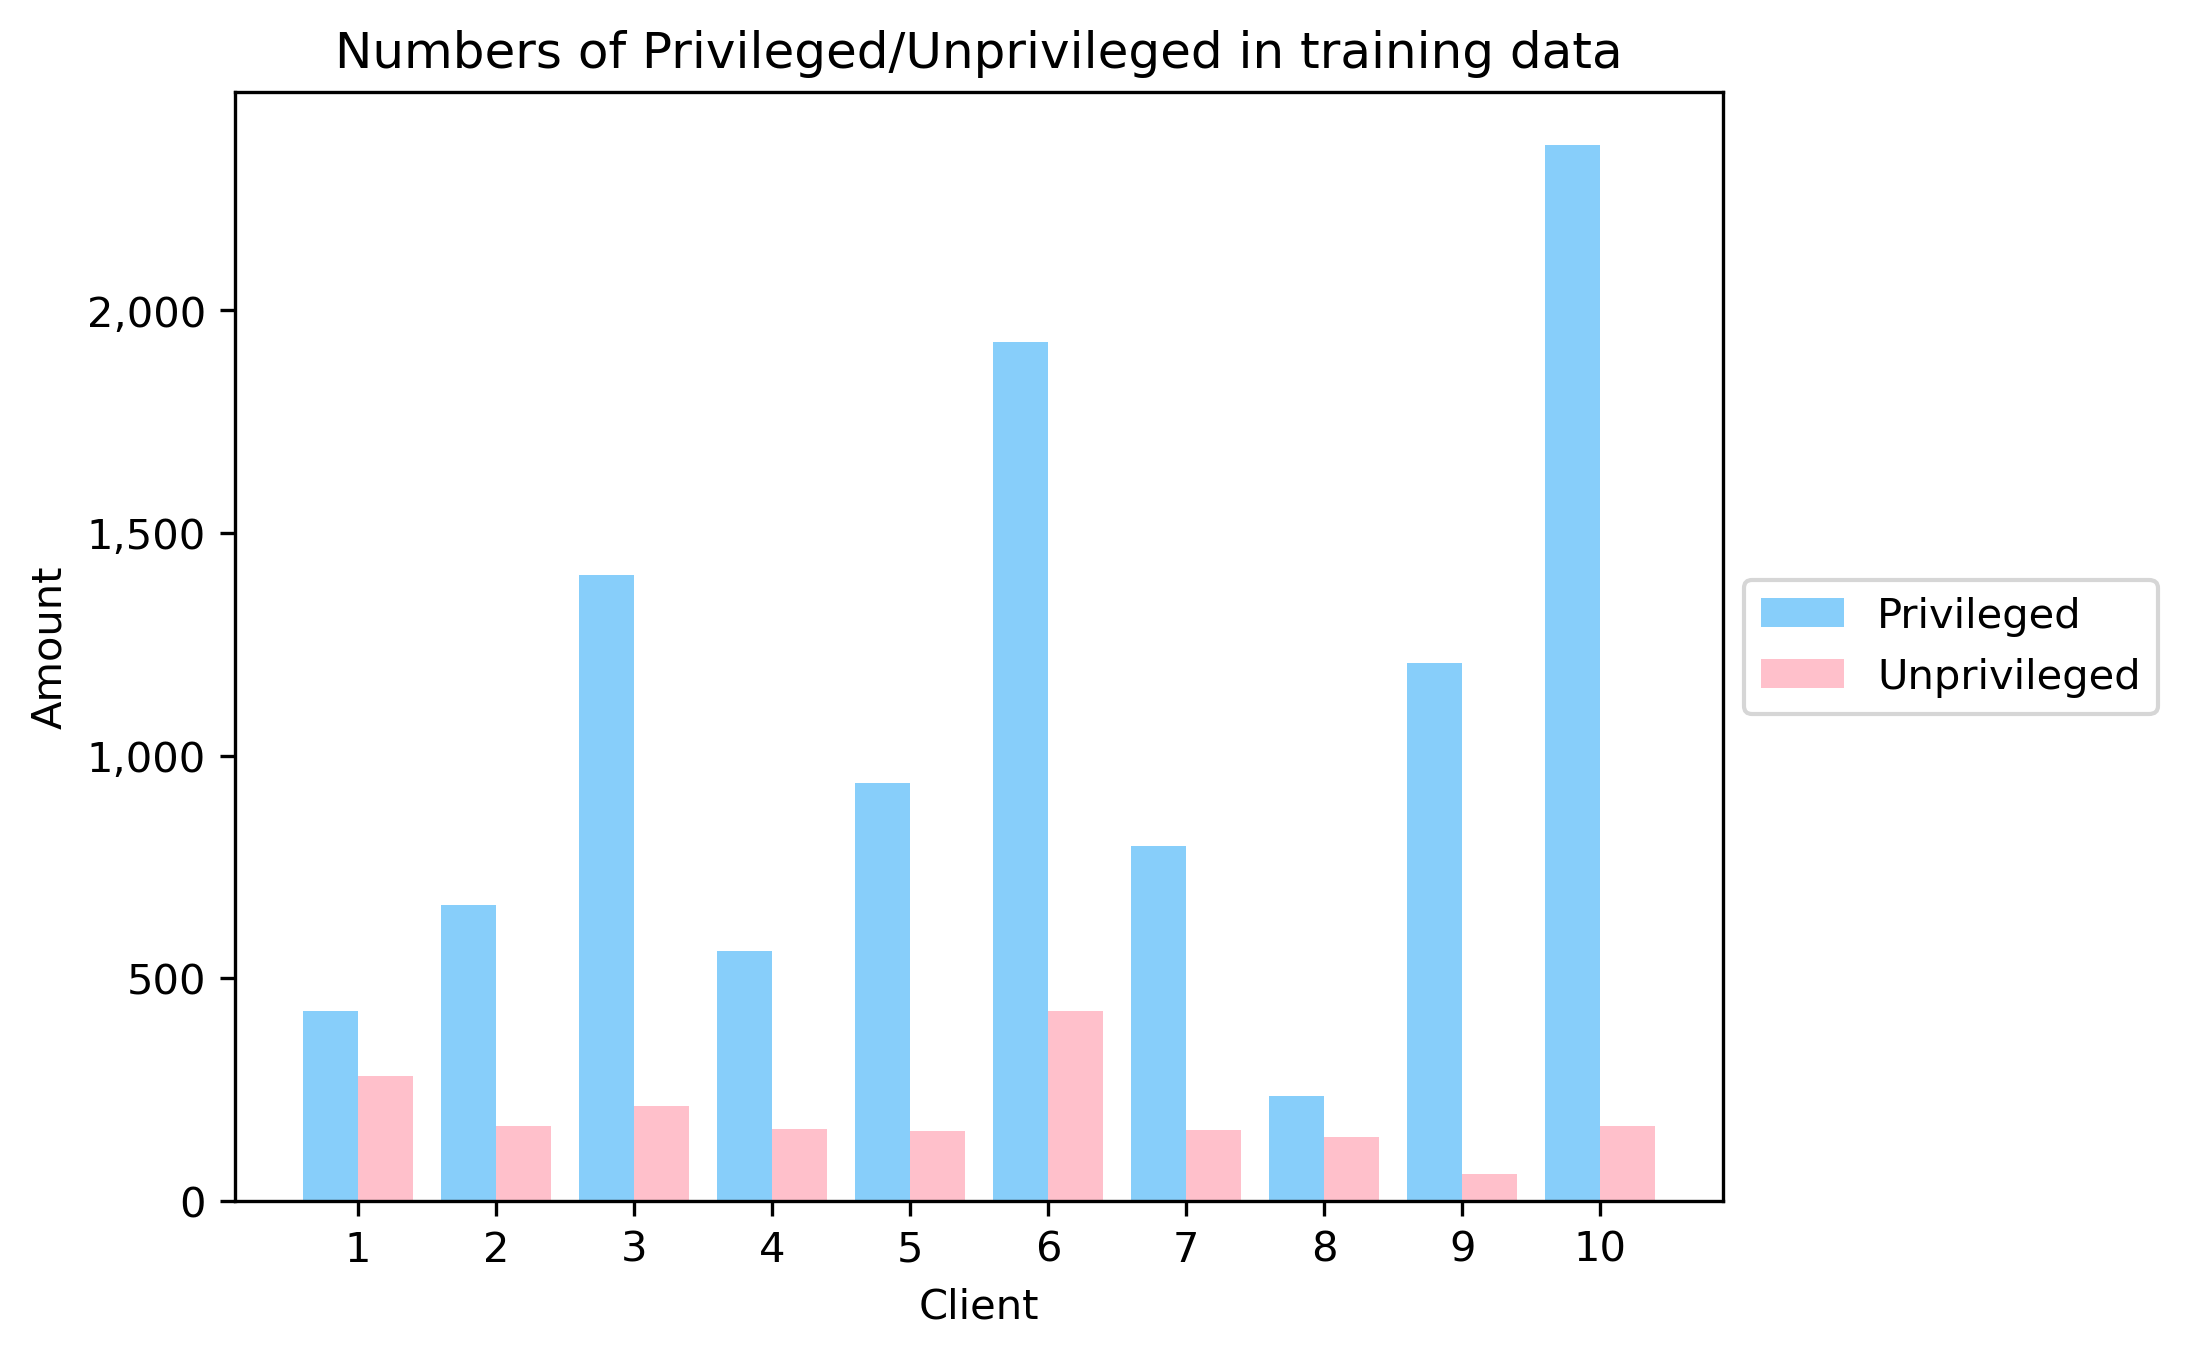 Numbers of Privileged/Unprivileged in training data
2,000
1,500
1,000
500
0
Amount
1 2 3 4 5 6 7 8 9 10
Client
Privileged
Unprivileged